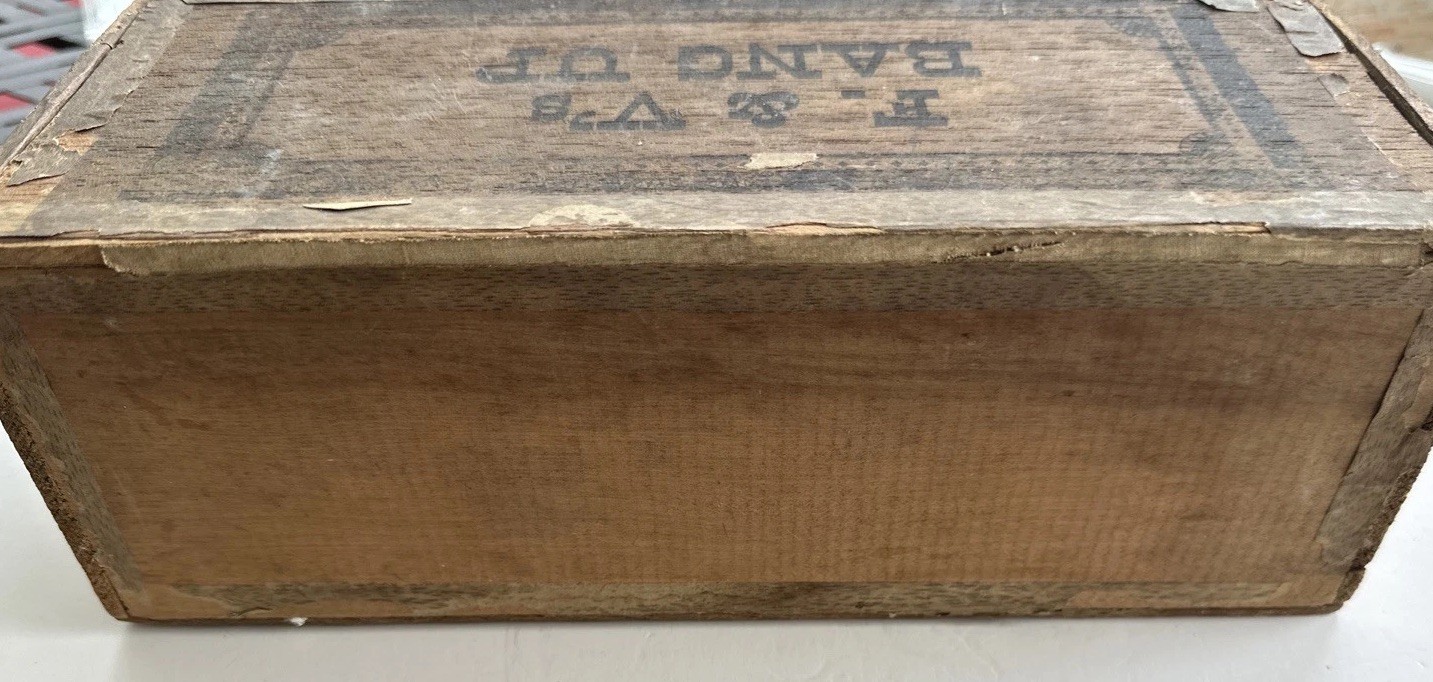 F. & V's
BANG UP